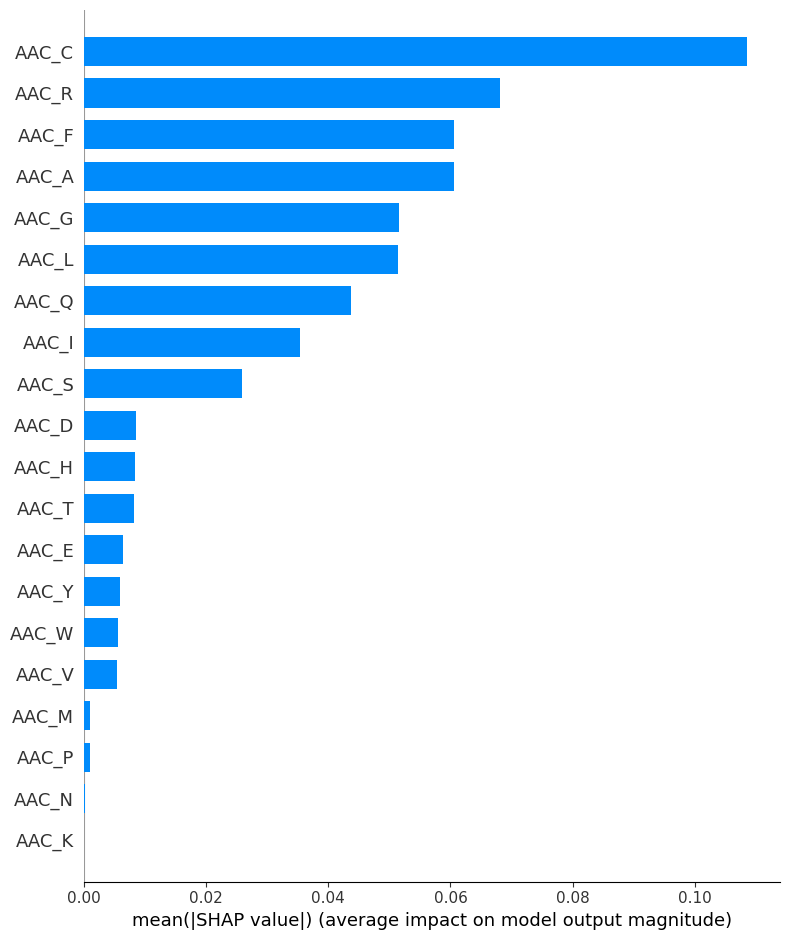 AAC_C
AAC_R
AAC_F
AAC_A
AAC_G
AAC_L
AAC_Q
AAC_I
AAC_S
AAC_D
AAC_H
AAC_T
AAC_E
AAC_Y
AAC_W
AAC_V
AAC_M
AAC_P
AAC_N
AAC_K
0.00 0.02 0.04 0.06 0.08 0.10
mean(|SHAP value|) (average impact on model output magnitude)